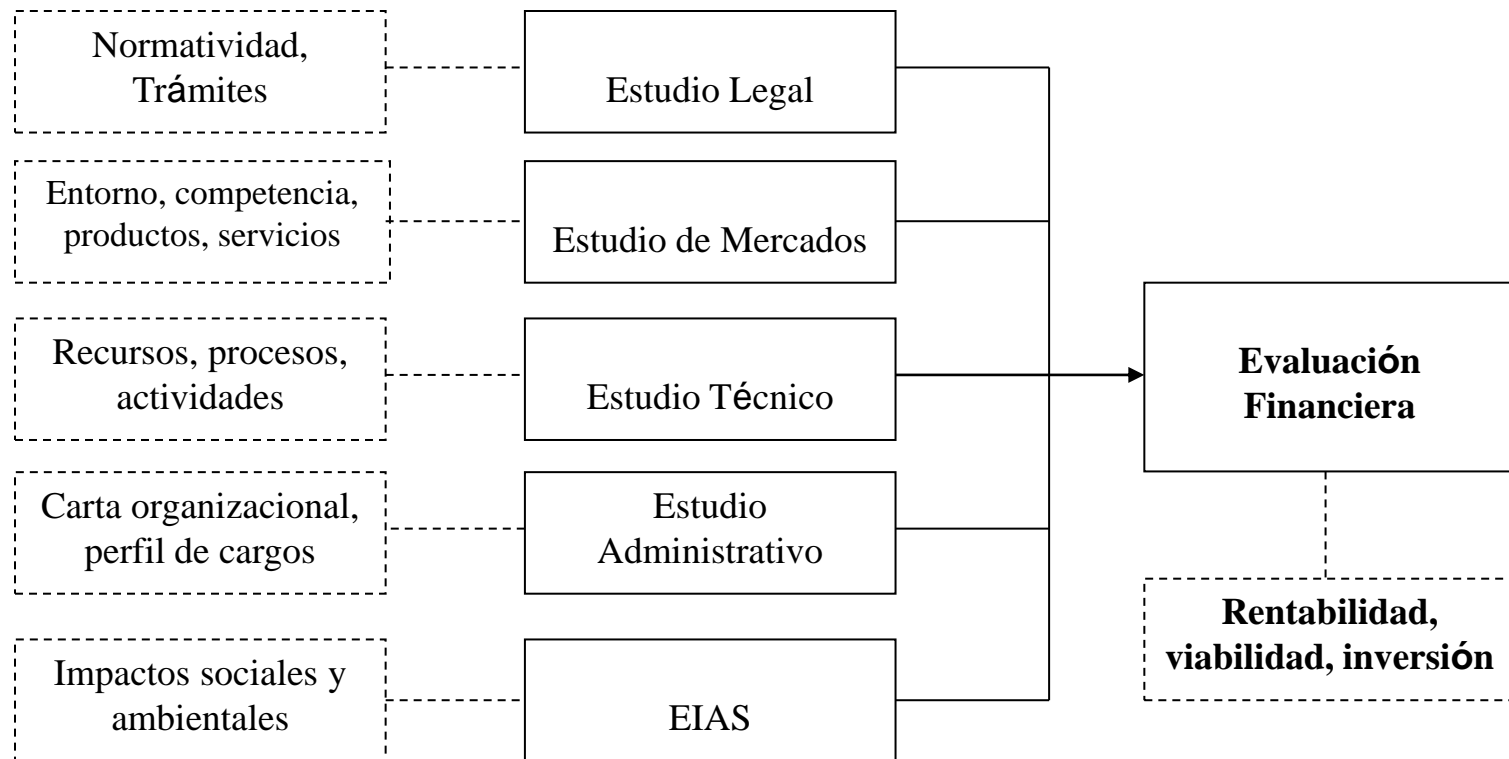 Normatividad,
Trámites
Estudio Legal
Entorno, competencia,
productos, servicios
Estudio de Mercados
Recursos, procesos,
actividades
Estudio Técnico
Carta organizacional,
perfil de cargos
Estudio
Administrativo
Impactos sociales y
ambientales
EIAS
Evaluación
Financiera
Rentabilidad,
viabilidad, inversión